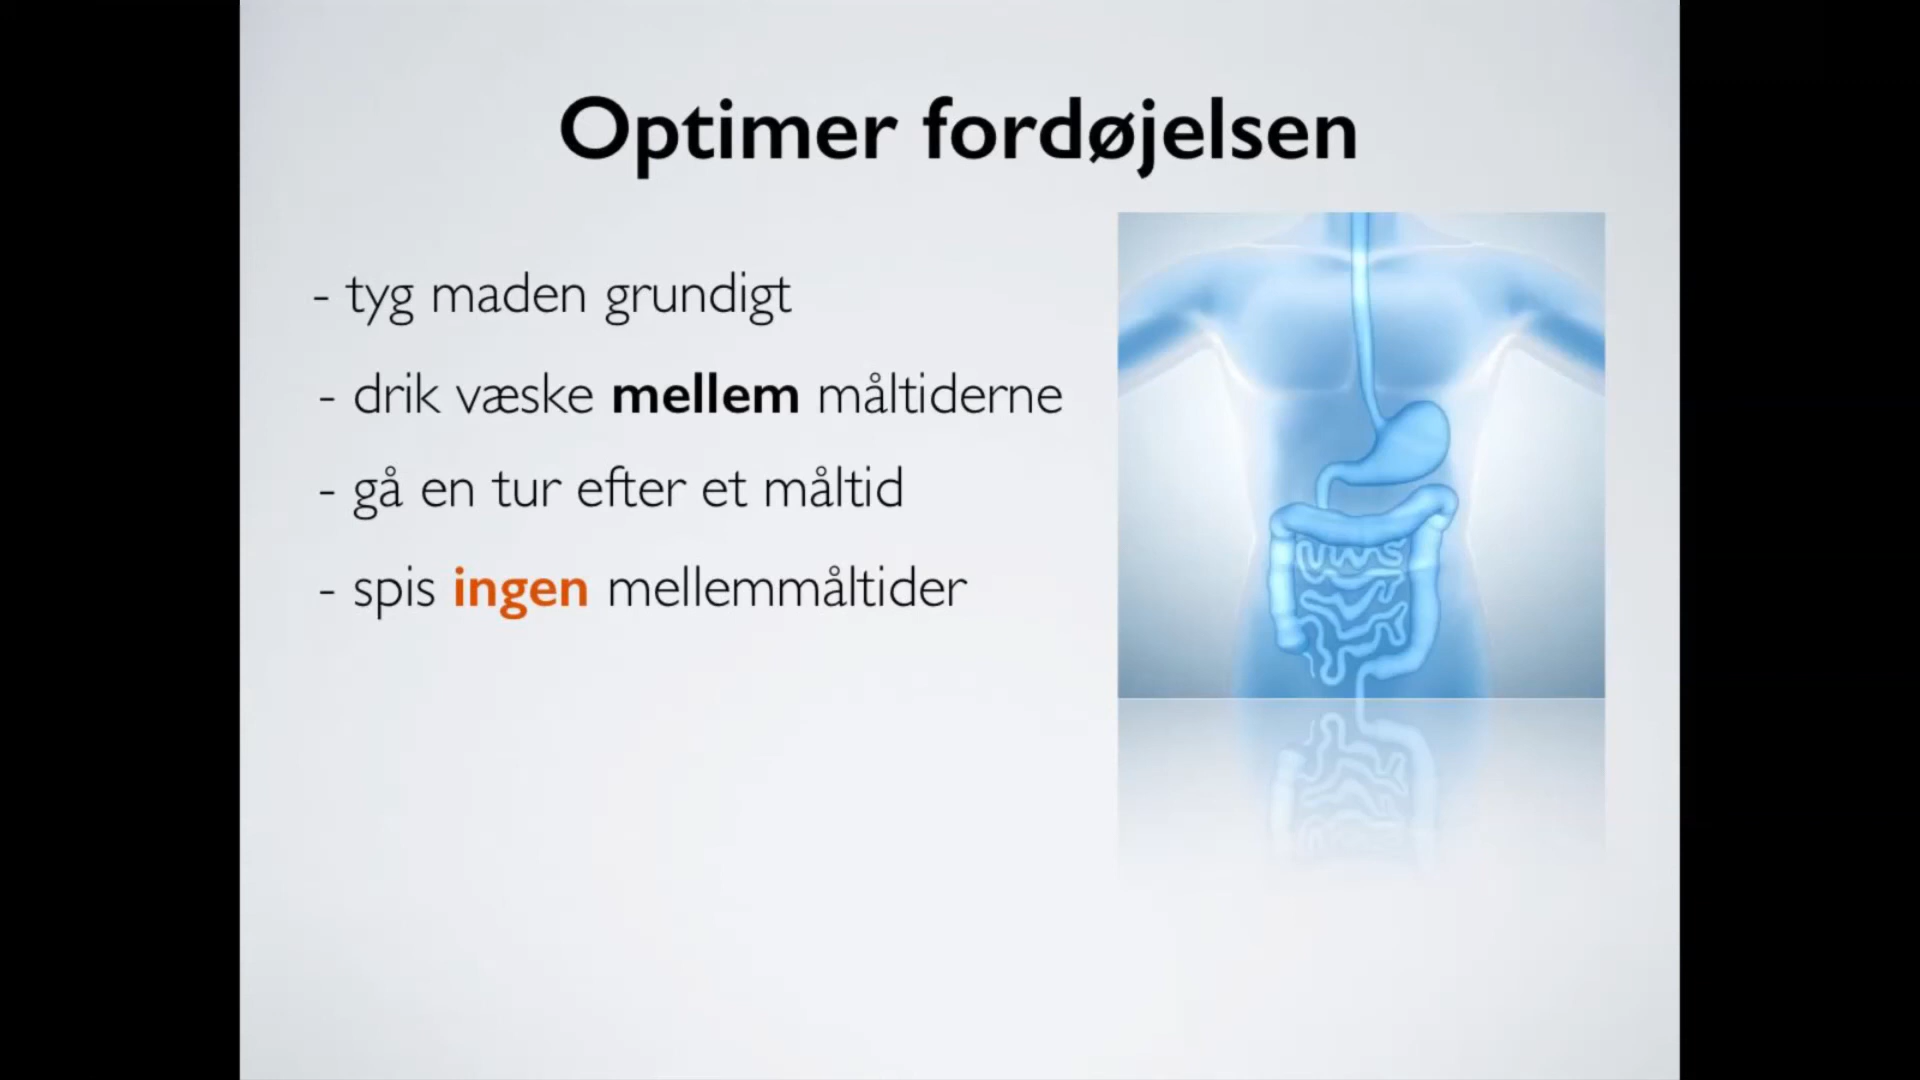 Optimer fordøjelsen
- tyg maden grundigt
- drik væske mellem måltiderne
- gå en tur efter et måltid
- spis ingen mellemmåltider